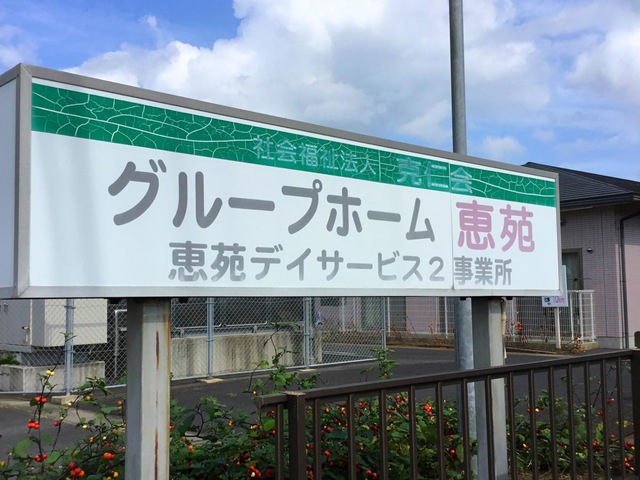 社会福祉法人 克仁会
グループホーム 恵苑
恵苑デイサービス2事業所